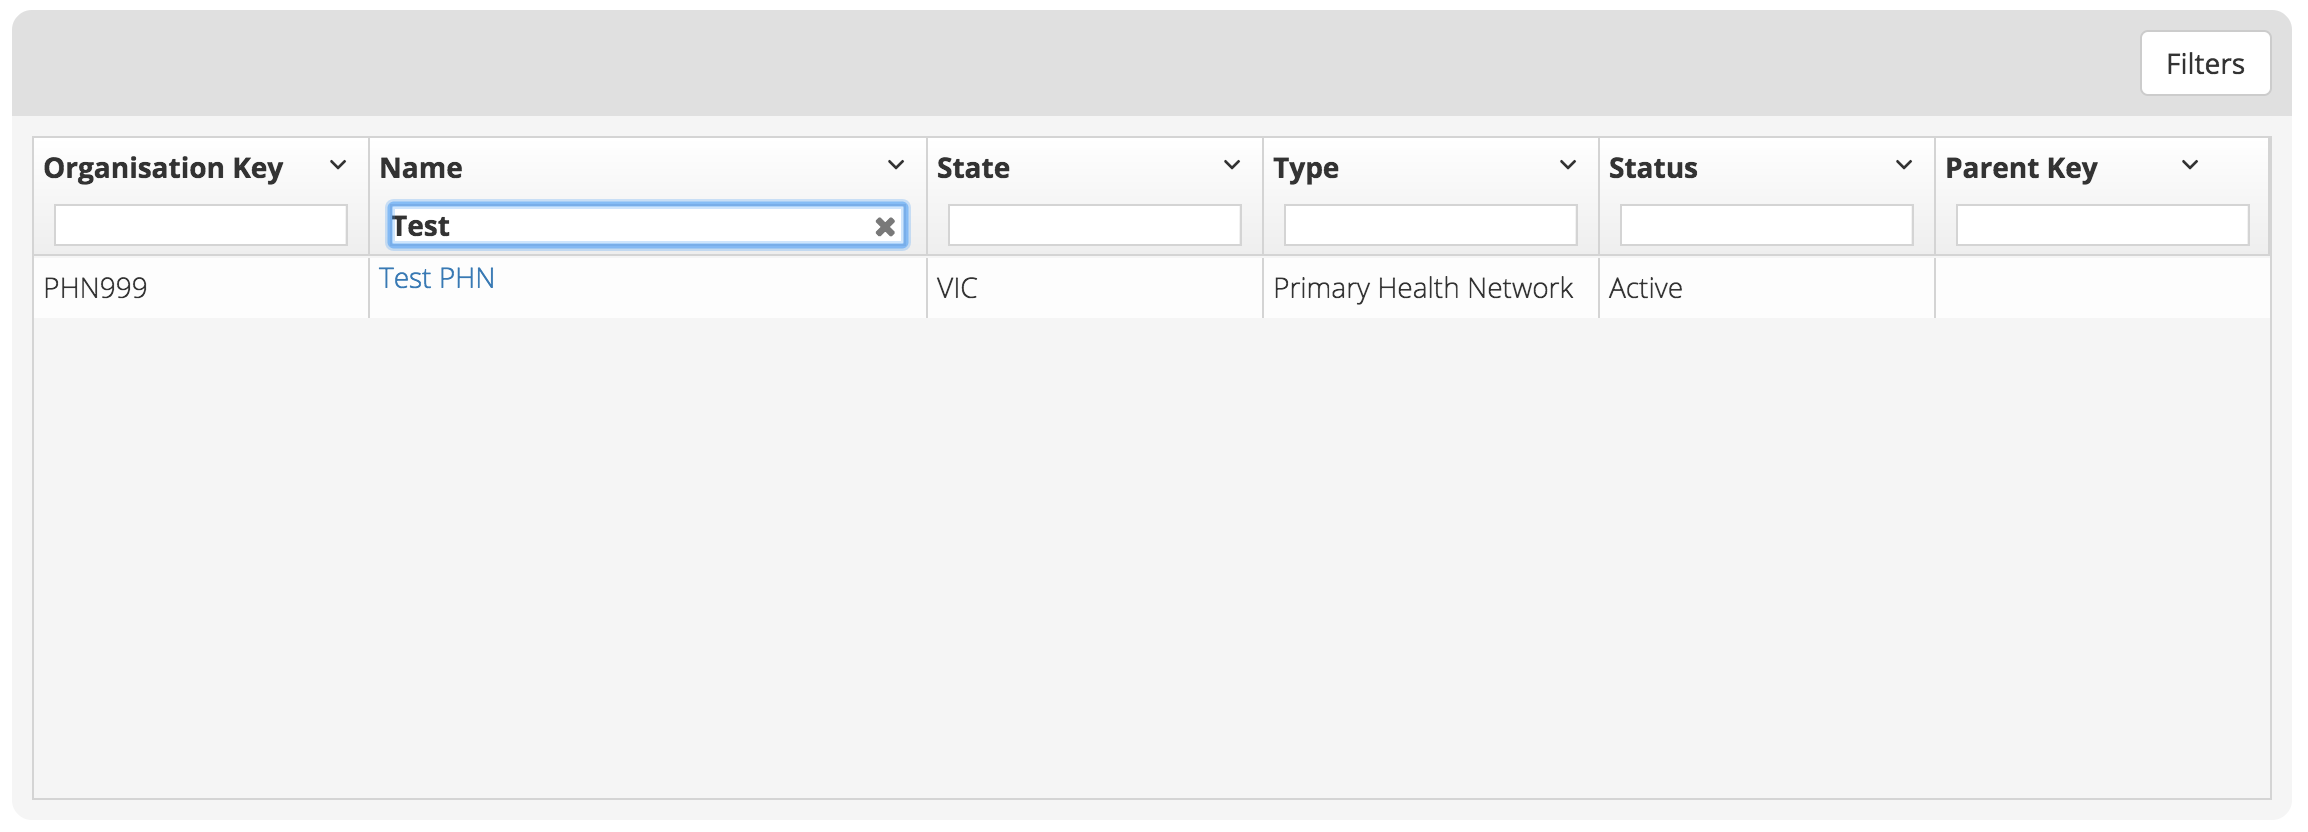 Filters
Organisation Key Name State Type Status Parent Key
Test
PHN999 Test PHN VIC Primary Health Network Active